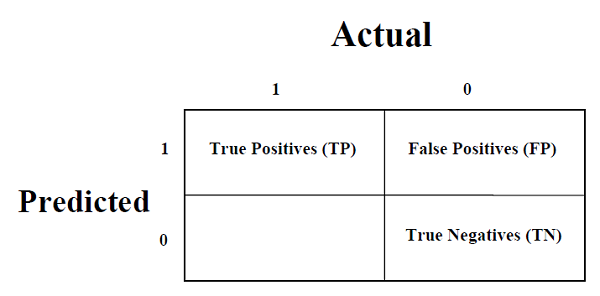 Actual
1 0
1 True Positives (TP) False Positives (FP)
Predicted
0 True Negatives (TN)